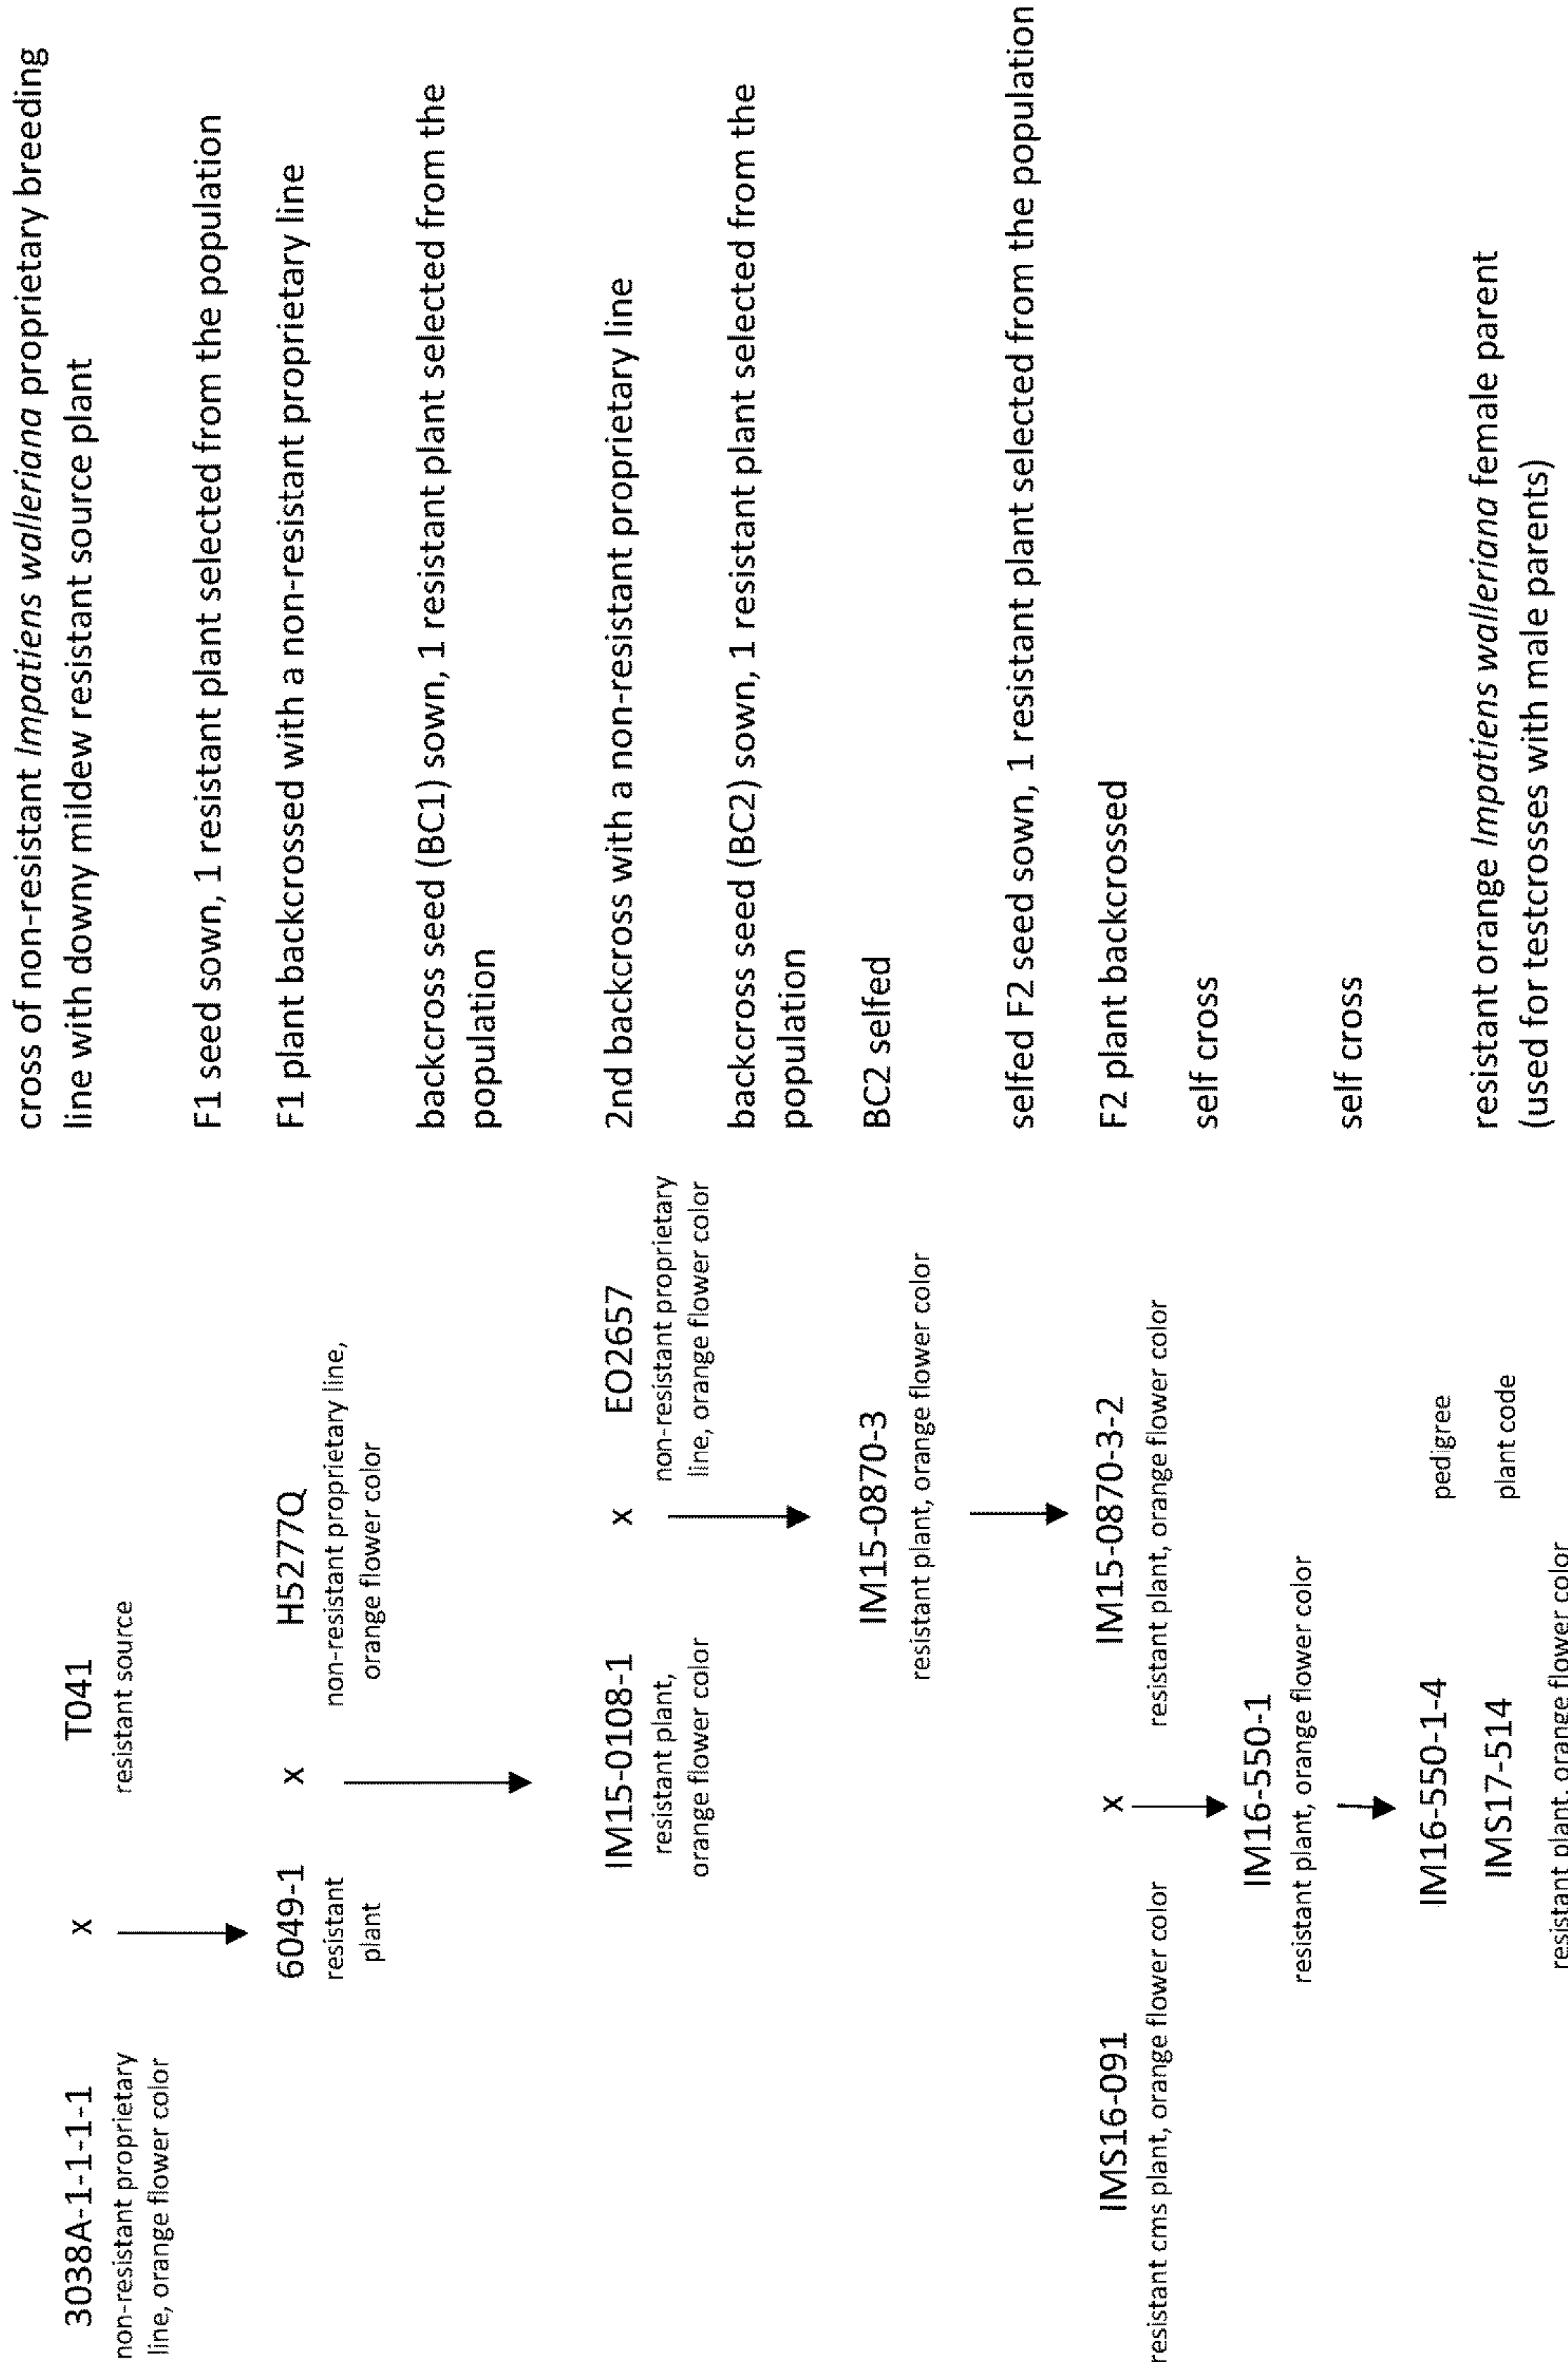 3038A-1-1-1-1
x
T041
cross of non-resistant Impatiens walleriana proprietary breeding
non-resistant proprietary
line, orange flower color
resistant source
line with downy mildew resistant source plant
F1 seed sown, 1 resistant plant selected from the population
6049-1
x
H5277Q
F1 plant backcrossed with a non-resistant proprietary line
resistant
plant
non-resistant proprietary line,
orange flower color
backcross seed (BC1) sown, 1 resistant plant selected from the
population
IM15-0108-1
x
EO2657
2nd backcross with a non-resistant proprietary line
resistant plant,
orange flower color
non-resistant proprietary
line, orange flower color
backcross seed (BC2) sown, 1 resistant plant selected from the
population
IM15-0870-3
BC2 selfed
resistant plant, orange flower color
selfed F2 seed sown, 1 resistant plant selected from the population
IMS16-091
x
IM15-0870-3-2
F2 plant backcrossed
resistant cms plant, orange flower color
resistant plant, orange flower color
self cross
IM16-550-1
resistant plant, orange flower color
self cross
IM16-550-1-4
pedigree
IMS17-514
plant code
resistant plant, orange flower color
resistant orange Impatiens walleriana female parent
(used for testcrosses with male parents)